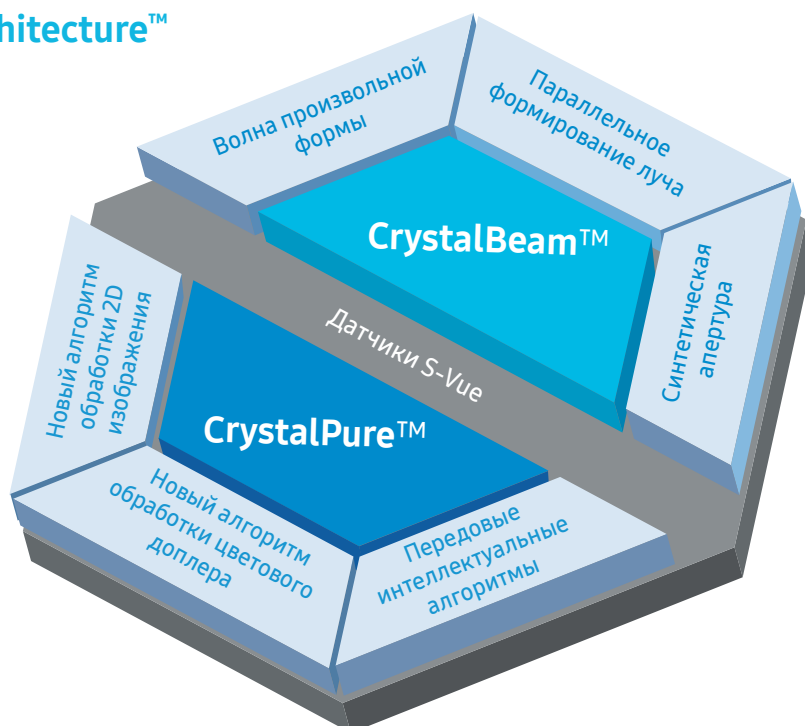 hitecture™
Волна произвольной
формы
Параллельное
формирование луча
CrystalBeam™
Синтетическая
апертура
Датчики S-Vue
Новый алгоритм
обработки 2D
изображения
CrystalPure™
Новый алгоритм
обработки цветового
доплера
Передовые
интеллектуальные
алгоритмы